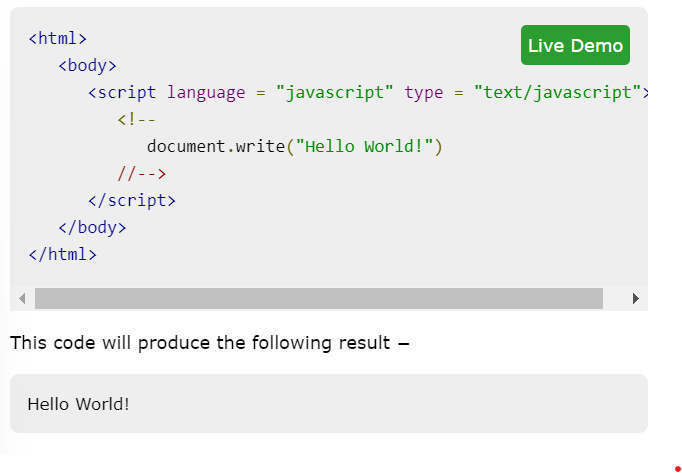 <html>
Live Demo
<body>
<script language = "javascript" type = "text/javascript">
<!--
document.write("Hello World!")
//-->
</script>
</body>
</html>
This code will produce the following result −
Hello World!